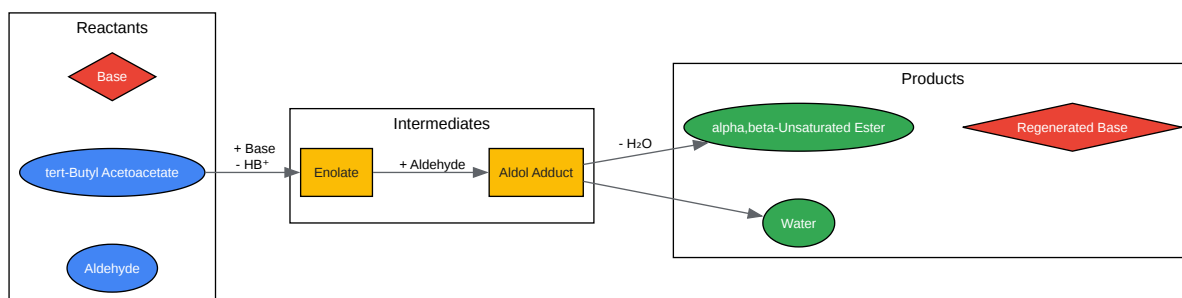 Reactants
Base
tert-Butyl Acetoacetate
Aldehyde
+ Base
- HB⁺
Intermediates
Enolate
+ Aldehyde
Aldol Adduct
- H₂O
Products
alpha,beta-Unsaturated Ester
Regenerated Base
Water